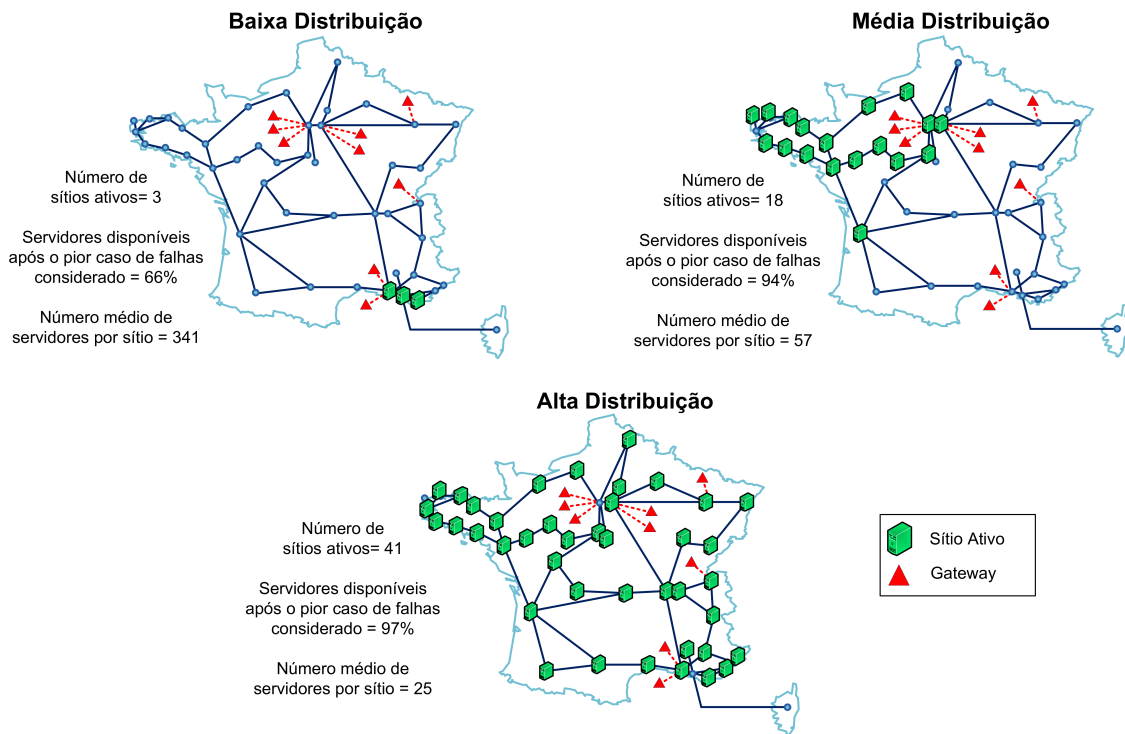 Baixa Distribuição
Número de
sítios ativos= 3
Servidores disponíveis
após o pior caso de falhas
considerado = 66%
Número médio de
servidores por sítio = 341
Média Distribuição
Número de
sítios ativos= 18
Servidores disponíveis
após o pior caso de falhas
considerado = 94%
Número médio de
servidores por sítio = 57
Alta Distribuição
Número de
sítios ativos= 41
Servidores disponíveis
após o pior caso de falhas
considerado = 97%
Número médio de
servidores por sítio = 25
Sítio Ativo
Gateway